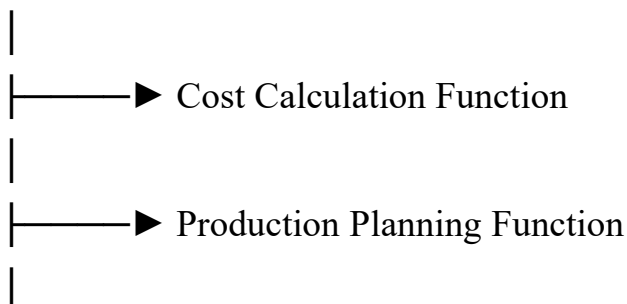 |
├────► Cost Calculation Function
|
├────► Production Planning Function
|